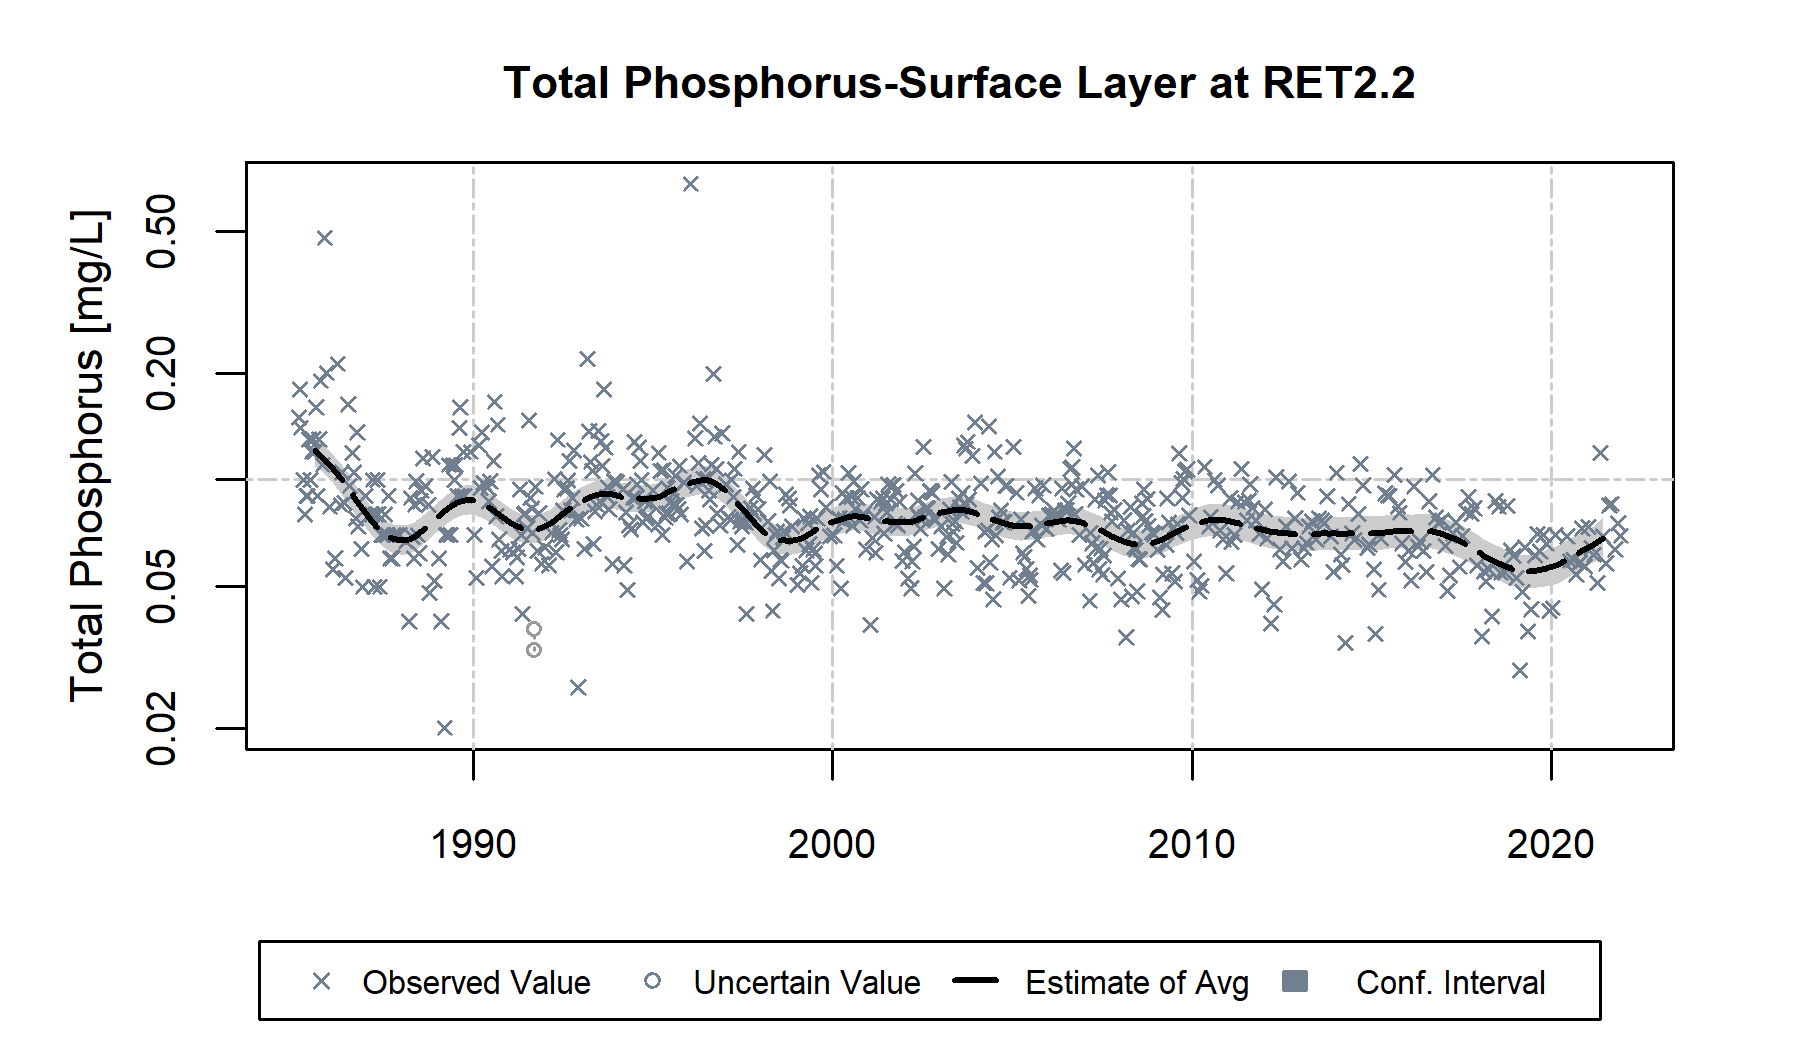 Total Phosphorus-Surface Layer at RET2.2
Total Phosphorus [mg/L]
0.50
0.20
0.05
0.02
1990 2000 2010 2020
Observed Value Uncertain Value Estimate of Avg Conf. Interval